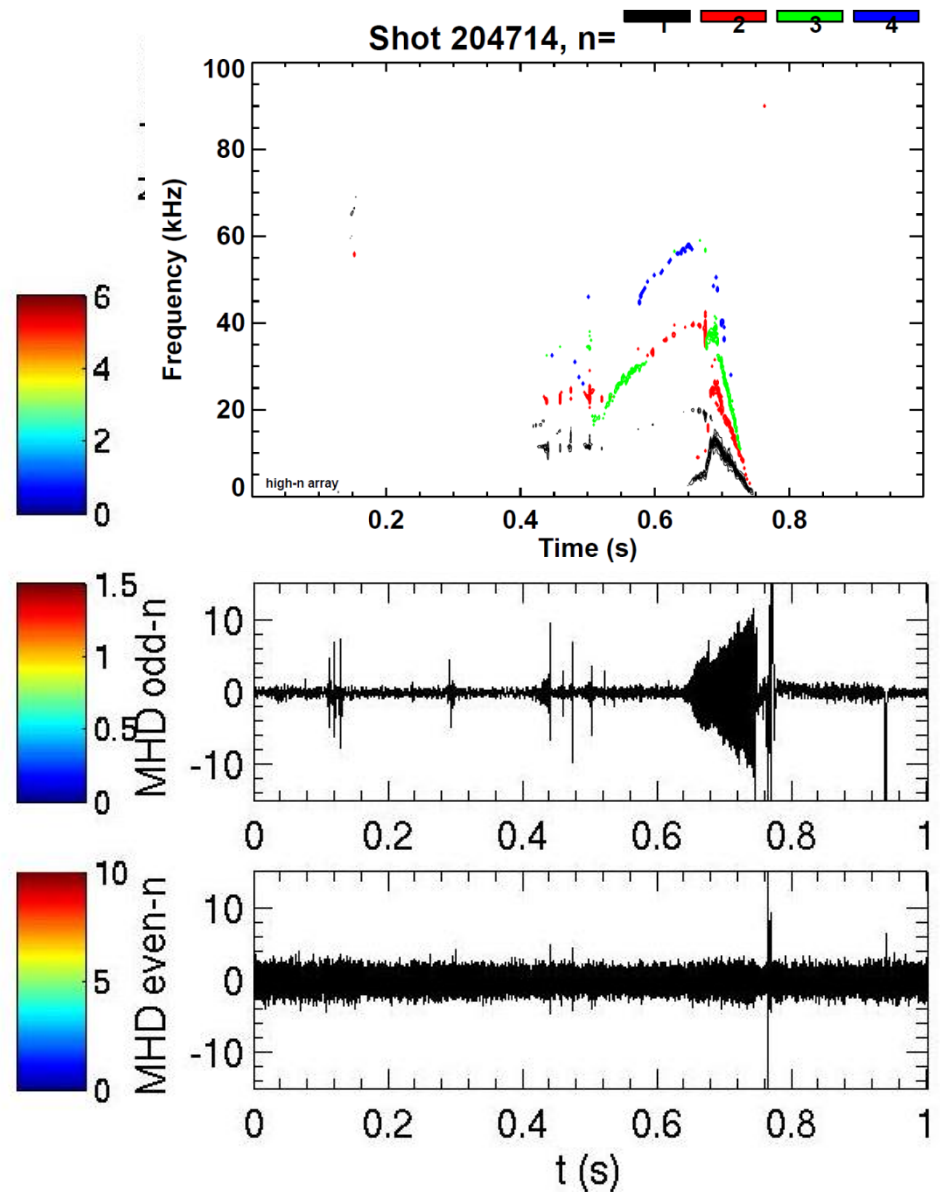 Shot 204714, n=
1 2 3 4
Frequency (kHz)
100
80
60
40
20
0
high-n array
0.2 0.4 0.6 0.8
Time (s)
6
4
2
0
1.5
1
0.5
0
MHD odd-n
10
0
-10
0 0.2 0.4 0.6 0.8 1
10
5
0
MHD even-n
10
0
-10
0 0.2 0.4 0.6 0.8 1
t (s)